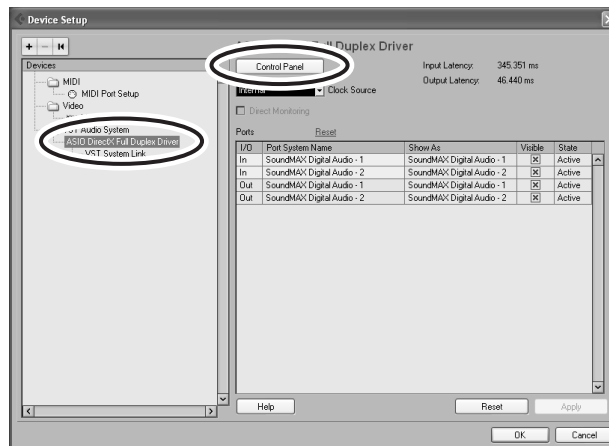 Device Setup
+ - 
Devices
MIDI
MIDI Port Setup
Video
VST Audio System
ASIO DirectX Full Duplex Driver
VST System Link
Full Duplex Driver
Control Panel
Input Latency: 345.351 ms
Output Latency: 46.440 ms
Internal Clock Source
Direct Monitoring
Ports Reset
I/O Port System Name Show As Visible State
In SoundMAX Digital Audio - 1 SoundMAX Digital Audio - 1 Active
In SoundMAX Digital Audio - 2 SoundMAX Digital Audio - 2 Active
Out SoundMAX Digital Audio - 1 SoundMAX Digital Audio - 1 Active
Out SoundMAX Digital Audio - 2 SoundMAX Digital Audio - 2 Active
Help Reset Apply
OK Cancel